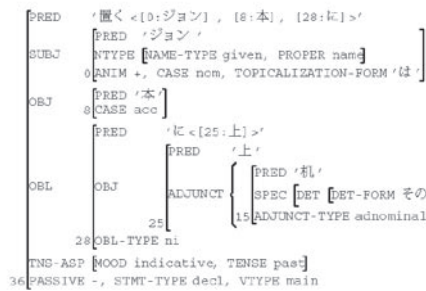 PRED '置く<[0:ジョン], [8:本], [28:に]>'
PRED 'ジョン'
SUBJ NTYPE NAME-TYPE given, PROPER name
0 ANIM +, CASE nom, TOPICALIZATION-FORM 'は'
OBJ PRED '本'
8 CASE acc
PRED 'に<[25:上]>'
PRED '上'
PRED '机'
OBL OBJ ADJUNCT SPEC DET DET-FORM その
25 15 ADJUNCT-TYPE adnominal
28 OBL-TYPE ni
TNS-ASP MOOD indicative, TENSE past
36 PASSIVE -, STMT-TYPE decl, VTYPE main